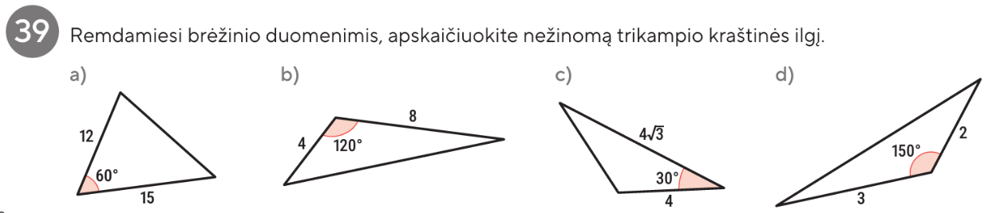 39 Remdamiesi brėžinio duomenimis, apskaičiuokite nežinomą trikampio kraštinės ilgį.
a) b) c) d)
12 60° 15
4 120° 8
4√3 30° 4
150° 2 3